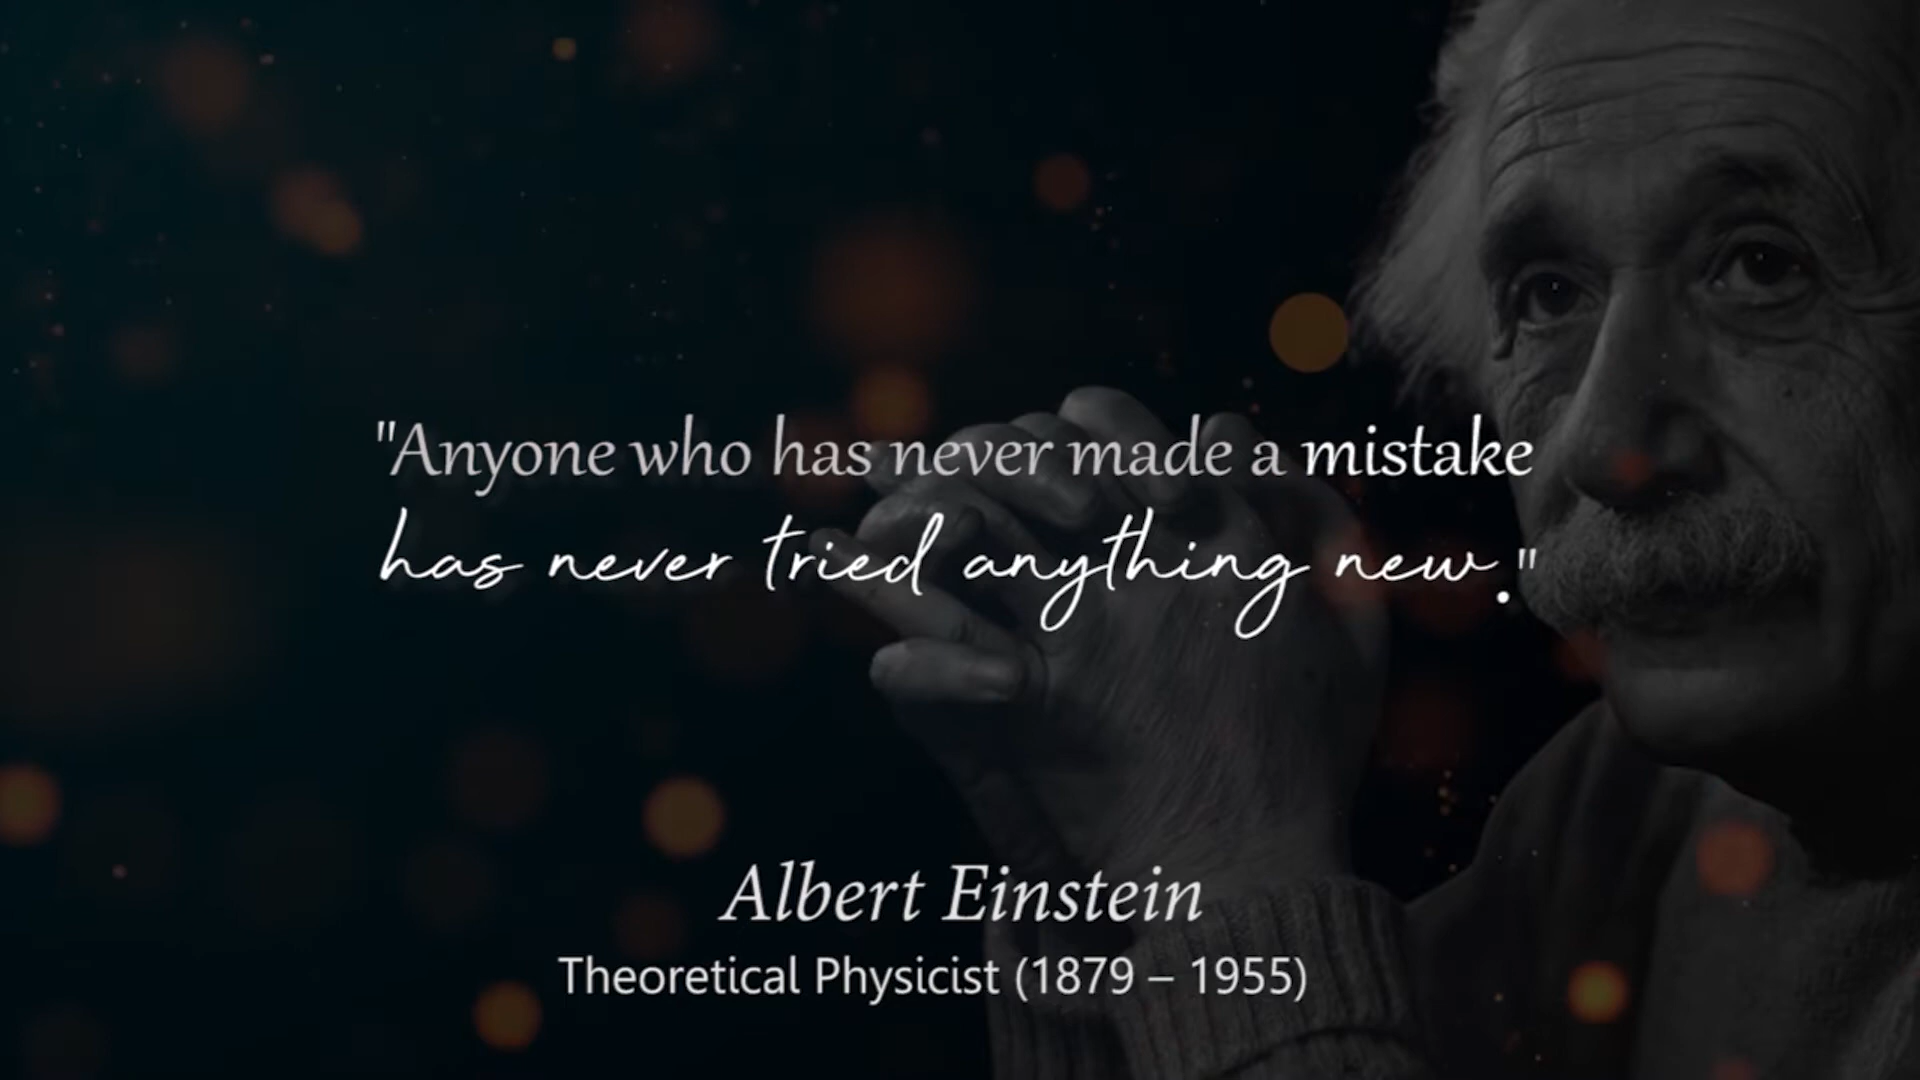 "Anyone who has never made a mistake
has never tried anything new."
Albert Einstein
Theoretical Physicist (1879 – 1955)